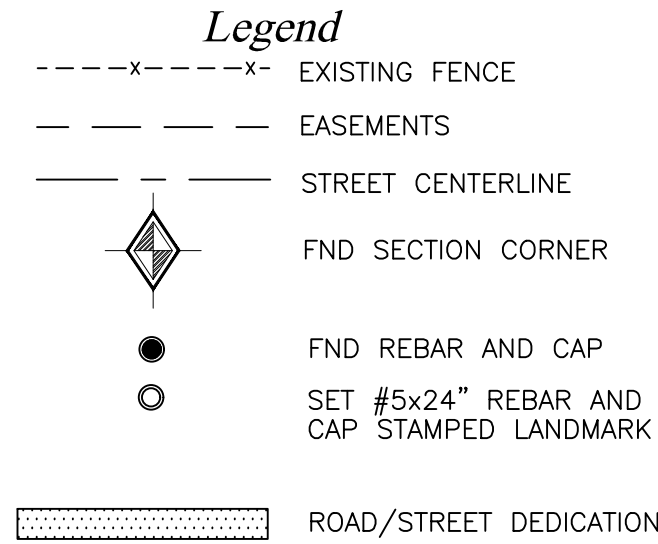 Legend
x x EXISTING FENCE
EASEMENTS
STREET CENTERLINE
FND SECTION CORNER
FND REBAR AND CAP
SET #5x24” REBAR AND
CAP STAMPED LANDMARK
ROAD/STREET DEDICATION